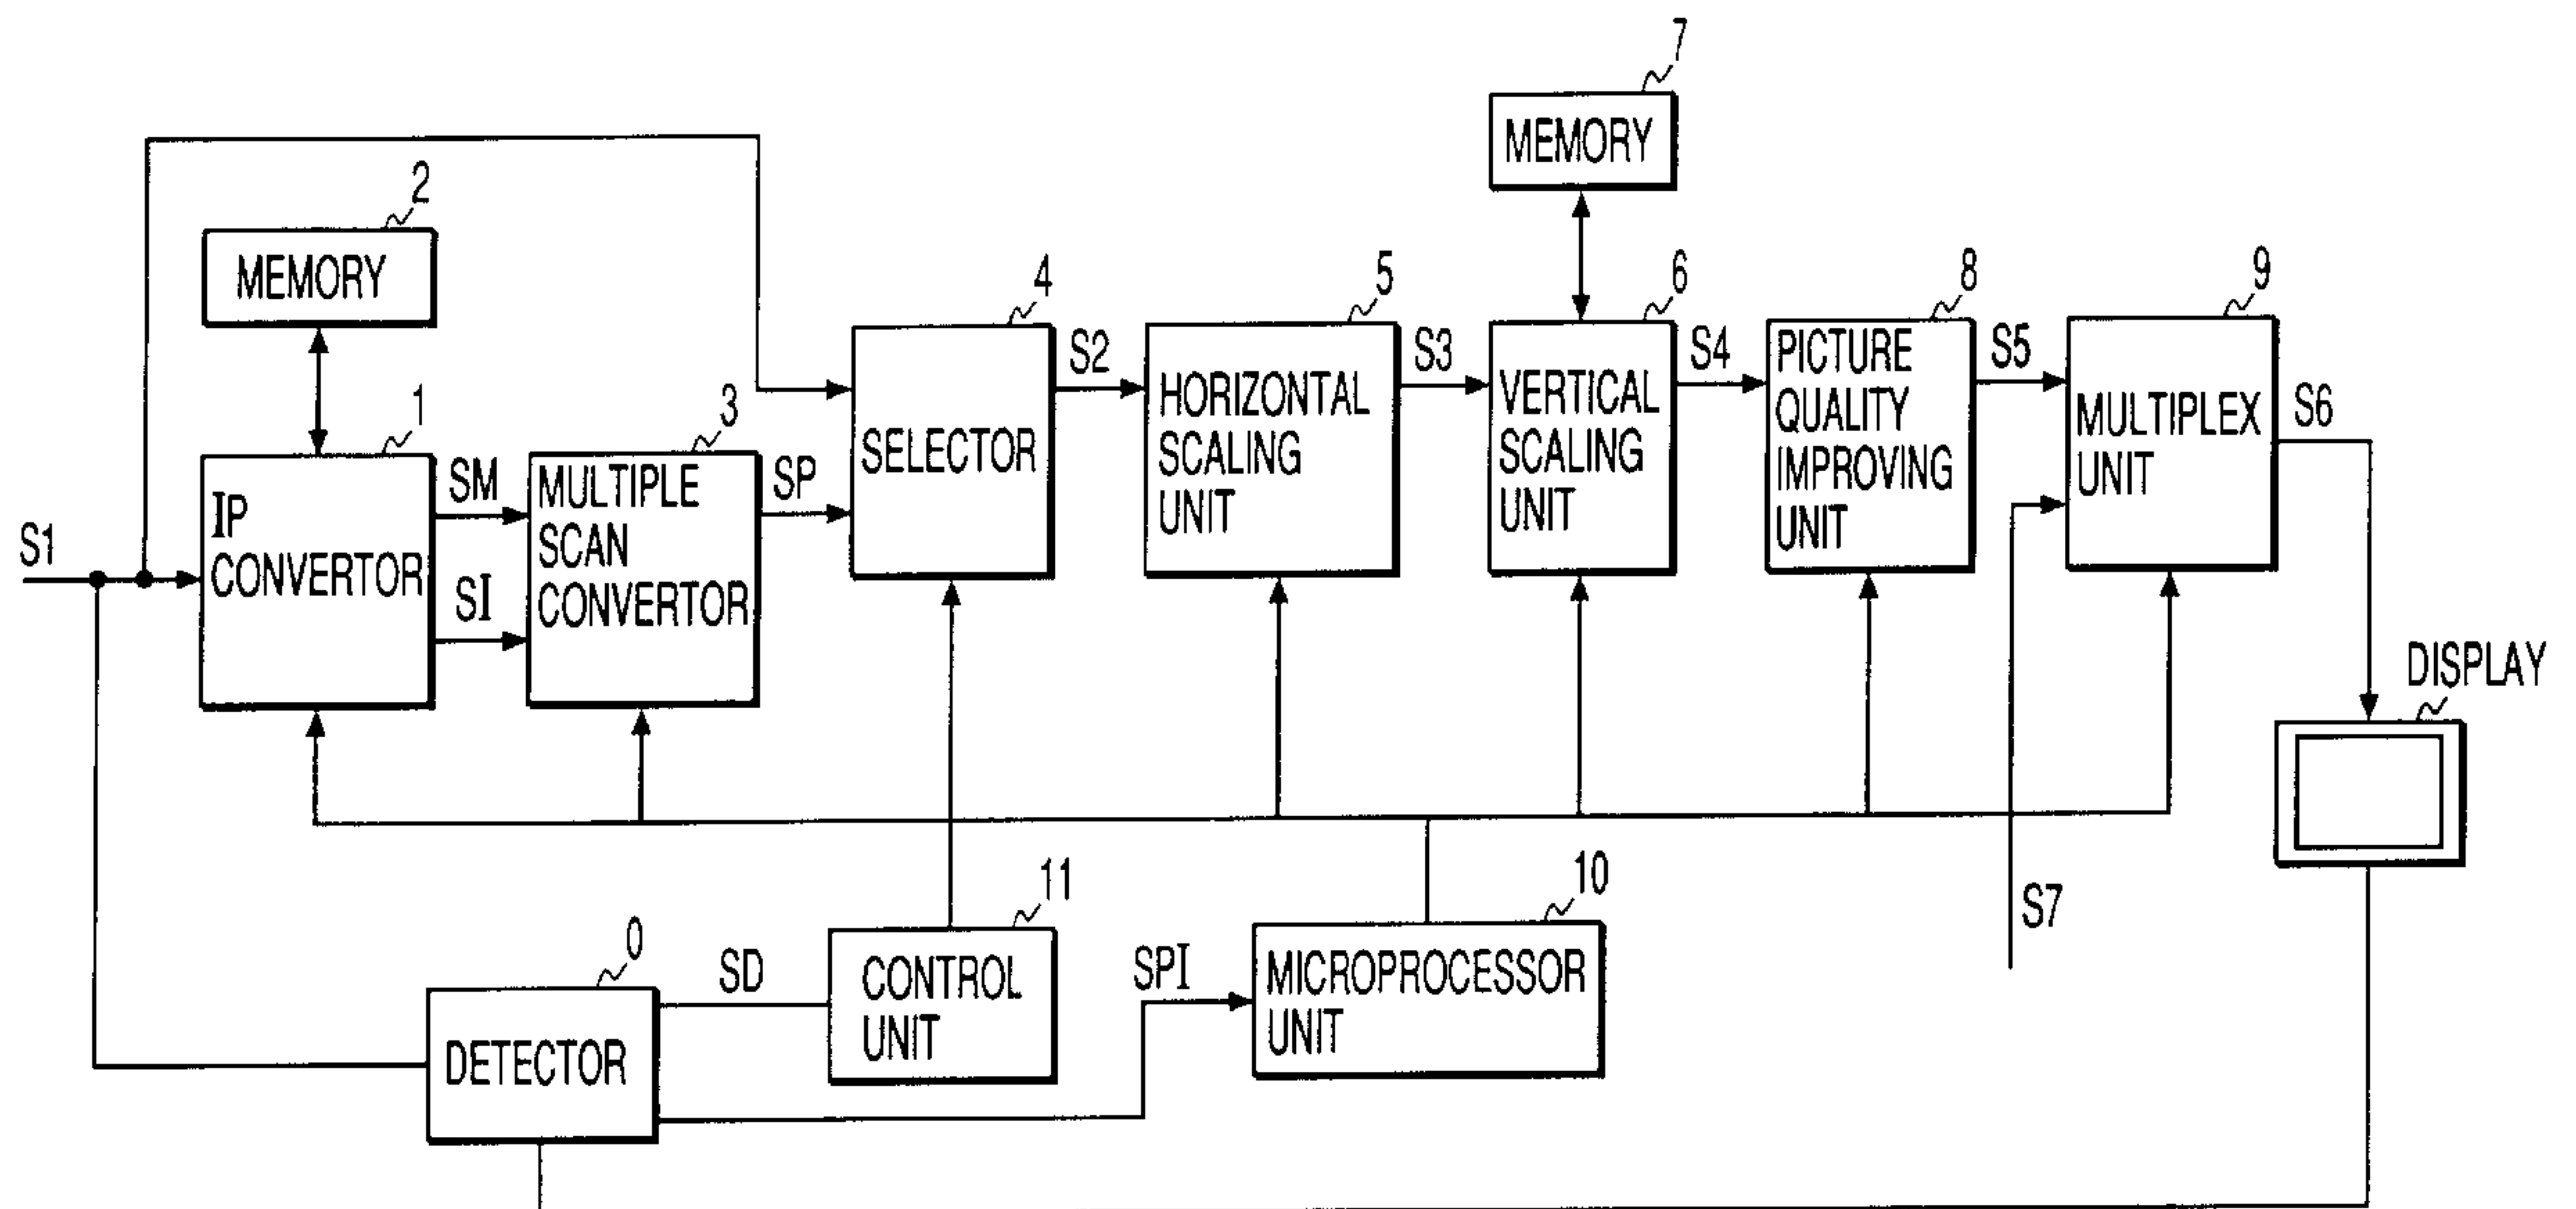 7
MEMORY
2
MEMORY
4
5
6
8
9
S2
S3
S4
S5
S6
PICTURE
QUALITY
IMPROVING
UNIT
HORIZONTAL
SCALING
UNIT
VERTICAL
SCALING
UNIT
MULTIPLEX
UNIT
SELECTOR
1
3
SM
SP
SI
IP
CONVERTOR
MULTIPLE
SCAN
CONVERTOR
S1
DISPLAY
11
10
S7
0
SD
SPI
CONTROL
UNIT
MICROPROCESSOR
UNIT
DETECTOR